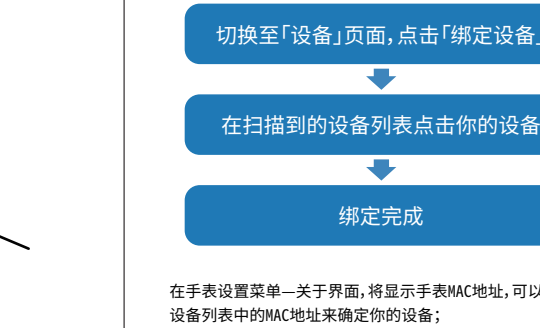 切换至「设备」页面，点击「绑定设备」
在扫描到的设备列表点击你的设备
绑定完成
在手表设置菜单—关于界面，将显示手表MAC地址，可以
设备列表中的MAC地址来确定你的设备；